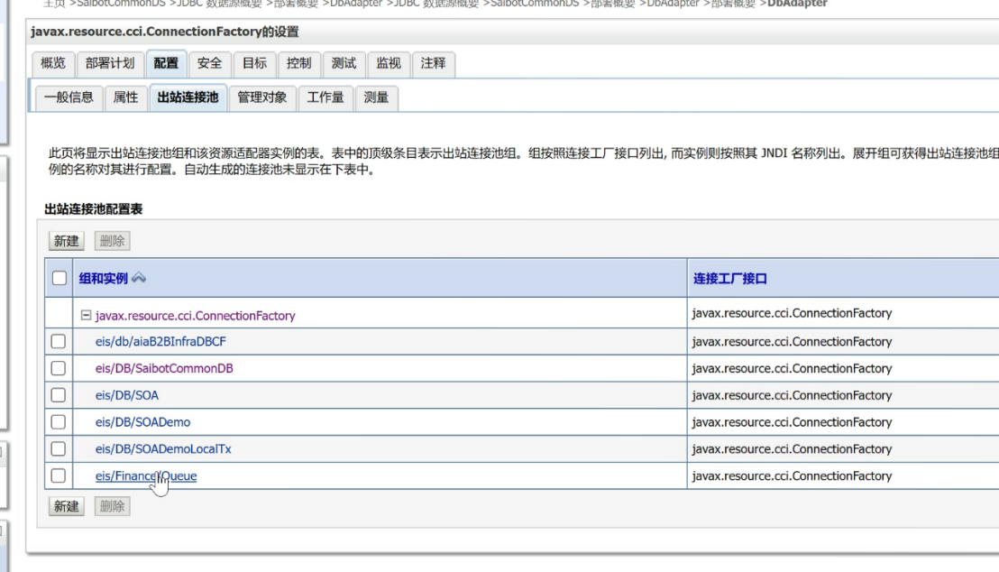 主页 >SaibotCommonDS >JDBC 数据源概要 >部署概要 >DbAdapter >JDBC 数据源概要 >SaibotCommonDS >部署概要 >DbAdapter >部署概要 >DbAdapter
javax.resource.cci.ConnectionFactory的设置
概览 部署计划 配置 安全 目标 控制 测试 监视 注释
一般信息 属性 出站连接池 管理对象 工作量 测量
此页将显示出站连接池组和该资源适配器实例的表。表中的顶级条目表示出站连接池组。组按照连接工厂接口列出, 而实例则按照其 JNDI 名称列出。展开组可获得出站连接池组
例的名称对其进行配置。自动生成的连接池未显示在下表中。
出站连接池配置表
新建 删除
组和实例 连接工厂接口
javax.resource.cci.ConnectionFactory javax.resource.cci.ConnectionFactory
eis/db/aiaB2BInfraDBCF javax.resource.cci.ConnectionFactory
eis/DB/SaibotCommonDB javax.resource.cci.ConnectionFactory
eis/DB/SOA javax.resource.cci.ConnectionFactory
eis/DB/SOADemo javax.resource.cci.ConnectionFactory
eis/DB/SOADemoLocalTx javax.resource.cci.ConnectionFactory
eis/Finance/Queue javax.resource.cci.ConnectionFactory
新建 删除